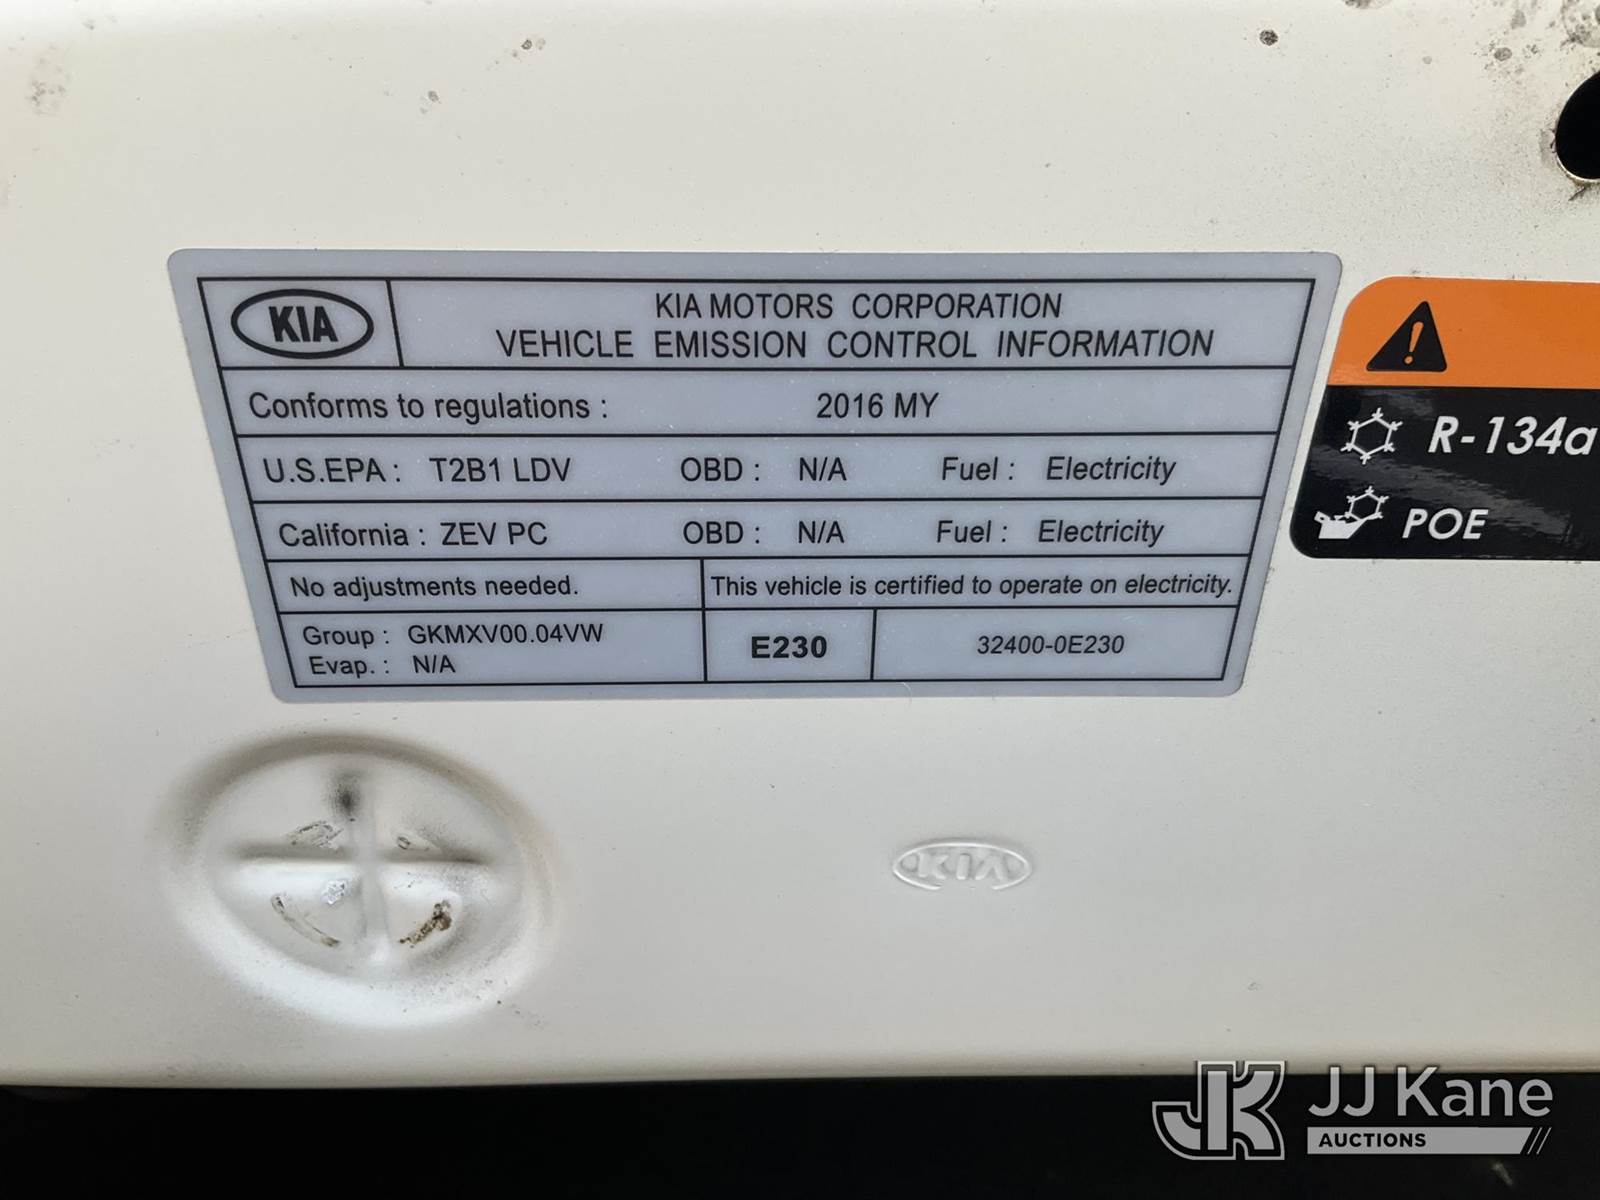 KIA
KIA MOTORS CORPORATION
VEHICLE EMISSION CONTROL INFORMATION
Conforms to regulations : 2016 MY
U.S.EPA : T2B1 LDV OBD : N/A Fuel : Electricity
California : ZEV PC OBD : N/A Fuel : Electricity
No adjustments needed. This vehicle is certified to operate on electricity.
Group : GKMXV00.04VW
Evap. : N/A
E230 32400-0E230
R-134a
POE
KIA
JK JJ Kane
AUCTIONS